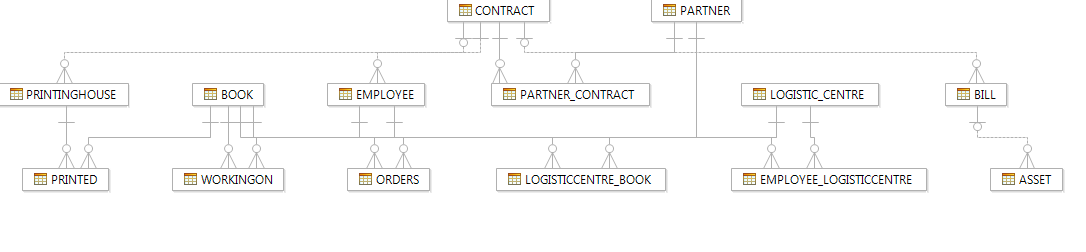 CONTRACT
PARTNER
PRINTINGHOUSE
BOOK
EMPLOYEE
PARTNER_CONTRACT
LOGISTIC_CENTRE
BILL
PRINTED
WORKINGON
ORDERS
LOGISTICCENTRE_BOOK
EMPLOYEE_LOGISTICCENTRE
ASSET